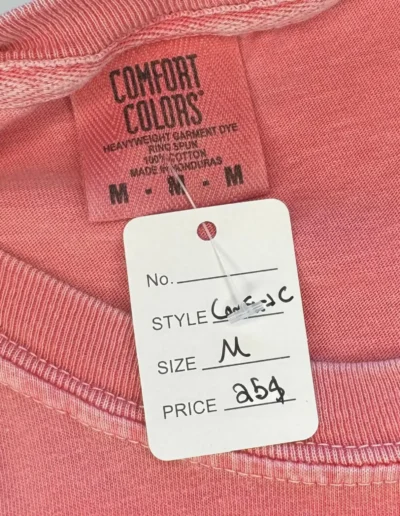 COMFORT
COLORS®
HEAVYWEIGHT GARMENT DYE
RING SPUN
100% COTTON
MADE IN HONDURAS
M - M - M
No.
STYLE
SIZE M
PRICE 25$